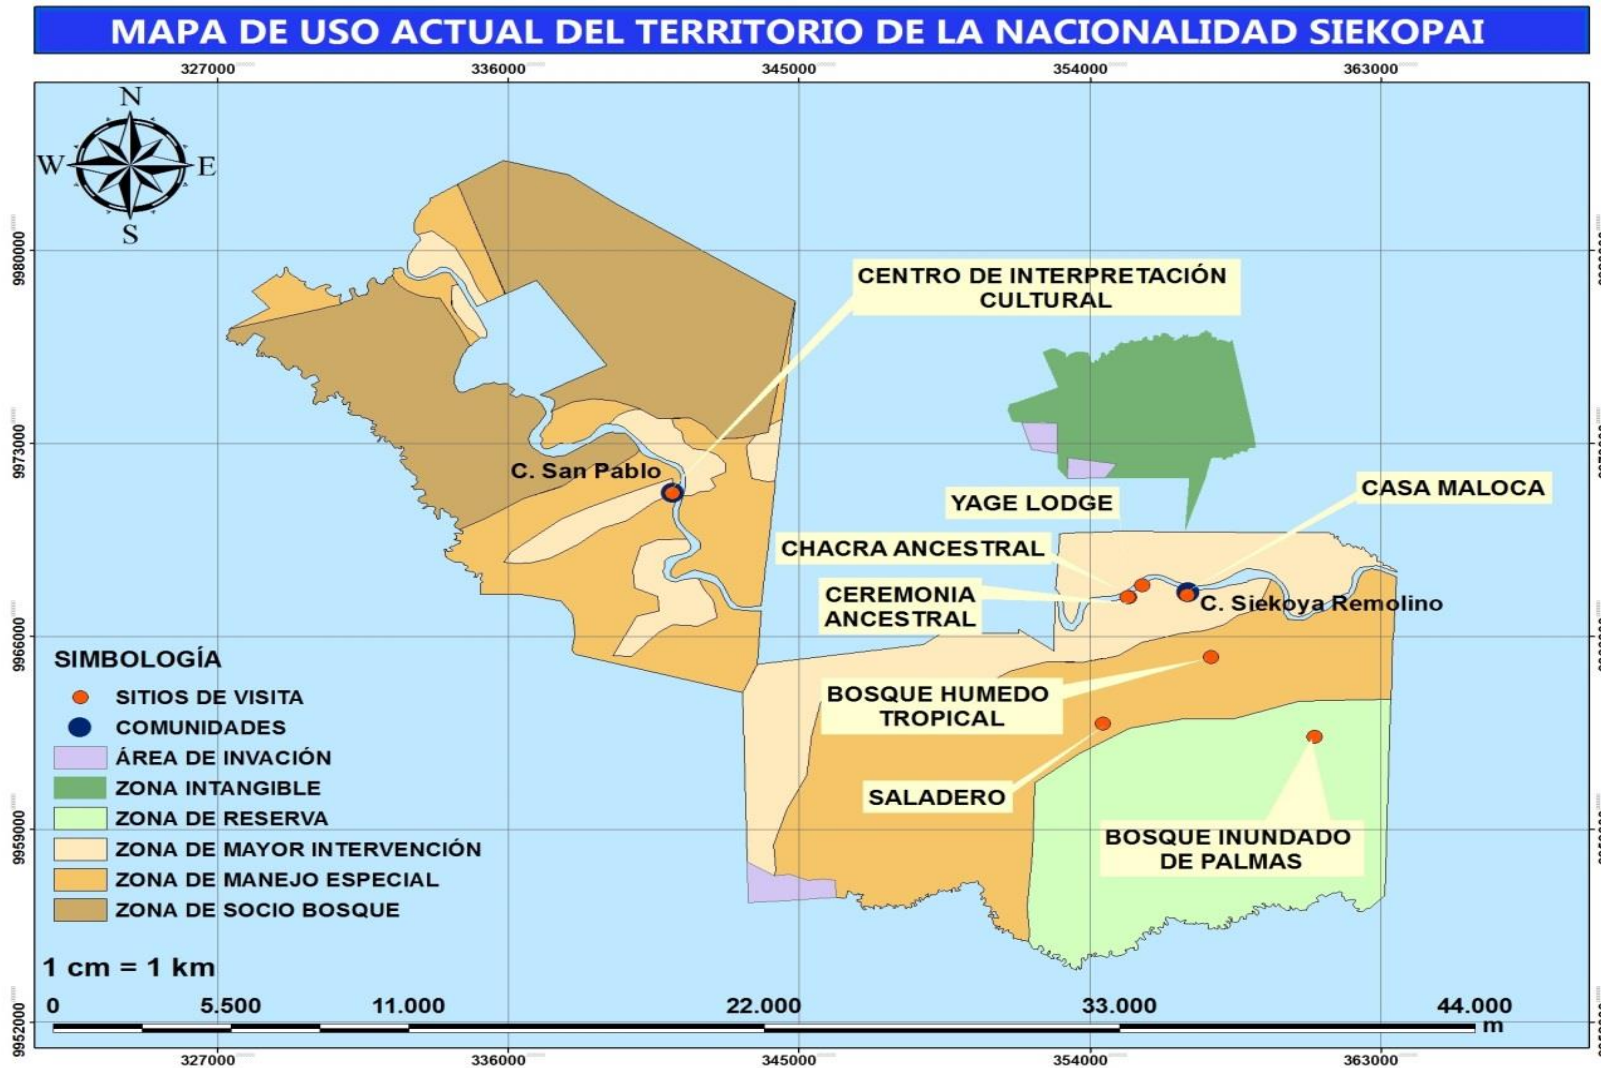 MAPA DE USO ACTUAL DEL TERRITORIO DE LA NACIONALIDAD SIEKOPAI
327000 336000 345000 354000 363000
N
W E
S
9980000
9973000
9966000
9959000
9952000
CENTRO DE INTERPRETACIÓN
CULTURAL
C. San Pablo
YAGE LODGE
CASA MALOCA
CHACRA ANCESTRAL
CEREMONIA
ANCESTRAL
C. Siekoya Remolino
BOSQUE HUMEDO
TROPICAL
SALADERO
BOSQUE INUNDADO
DE PALMAS
SIMBOLOGÍA
SITIOS DE VISITA
COMUNIDADES
ÁREA DE INVACIÓN
ZONA INTANGIBLE
ZONA DE RESERVA
ZONA DE MAYOR INTERVENCIÓN
ZONA DE MANEJO ESPECIAL
ZONA DE SOCIO BOSQUE
1 cm = 1 km
0 5.500 11.000 22.000 33.000 44.000
m
327000 336000 345000 354000 363000